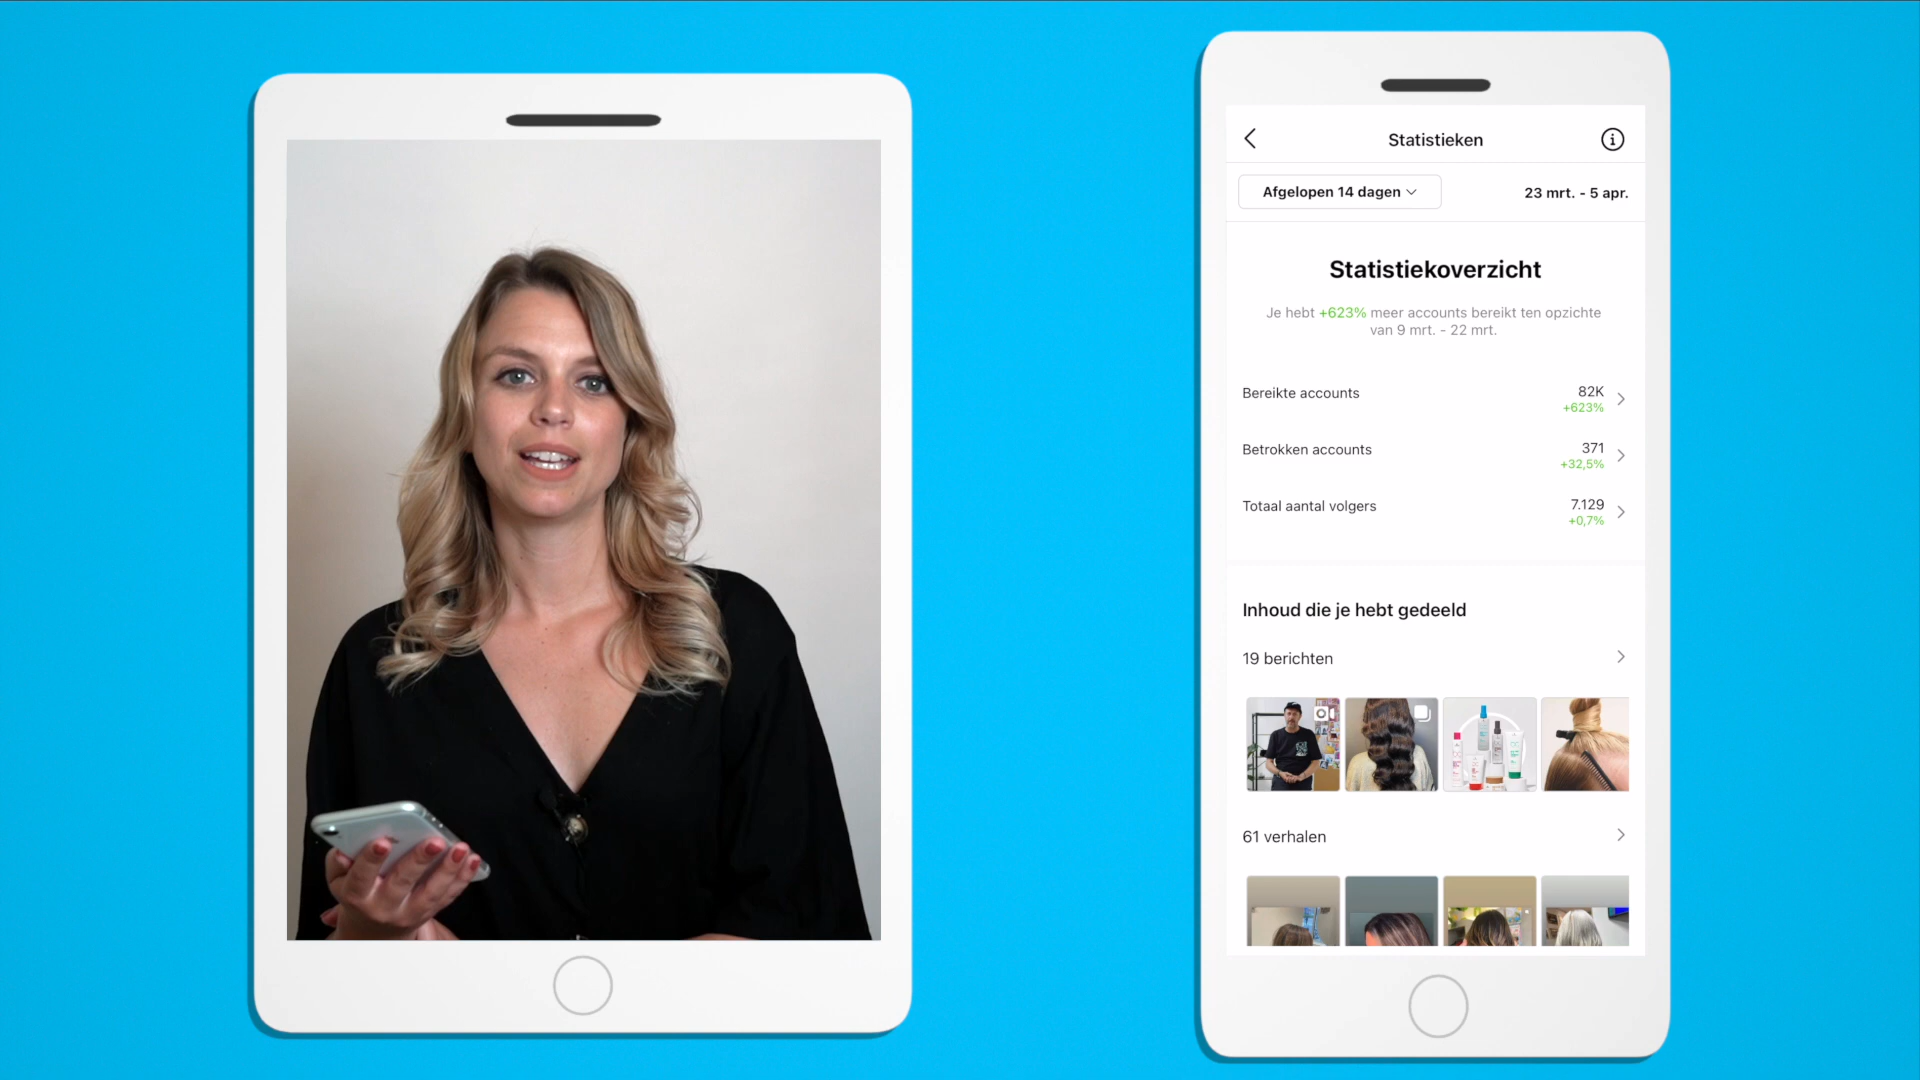 Statistieken
Afgelopen 14 dagen
23 mrt. - 5 apr.
Statistiekoverzicht
Je hebt +623% meer accounts bereikt ten opzichte
van 9 mrt. - 22 mrt.
Bereikte accounts
82K
+623%
Betrokken accounts
371
+32,5%
Totaal aantal volgers
7.129
+0,7%
Inhoud die je hebt gedeeld
19 berichten
61 verhalen